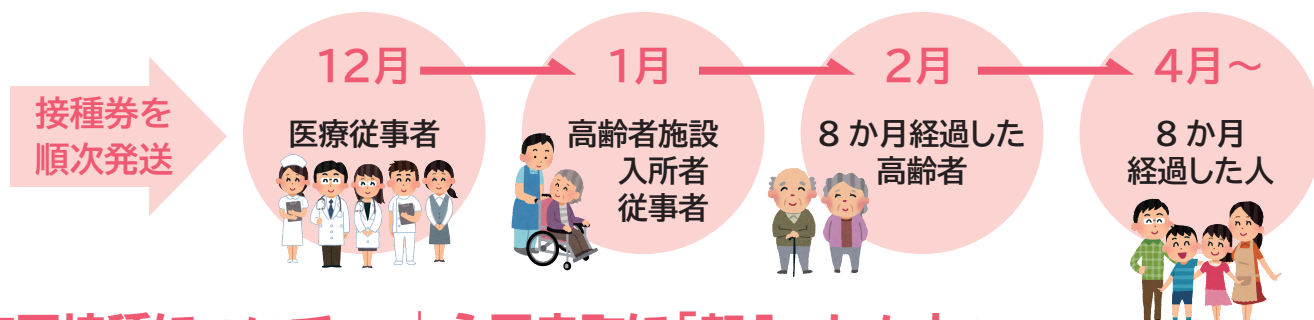 接種券を
順次発送
12月
医療従事者
1月
高齢者施設
入所者
従事者
2月
8 か月経過した
高齢者
4月～
8 か月
経過した人